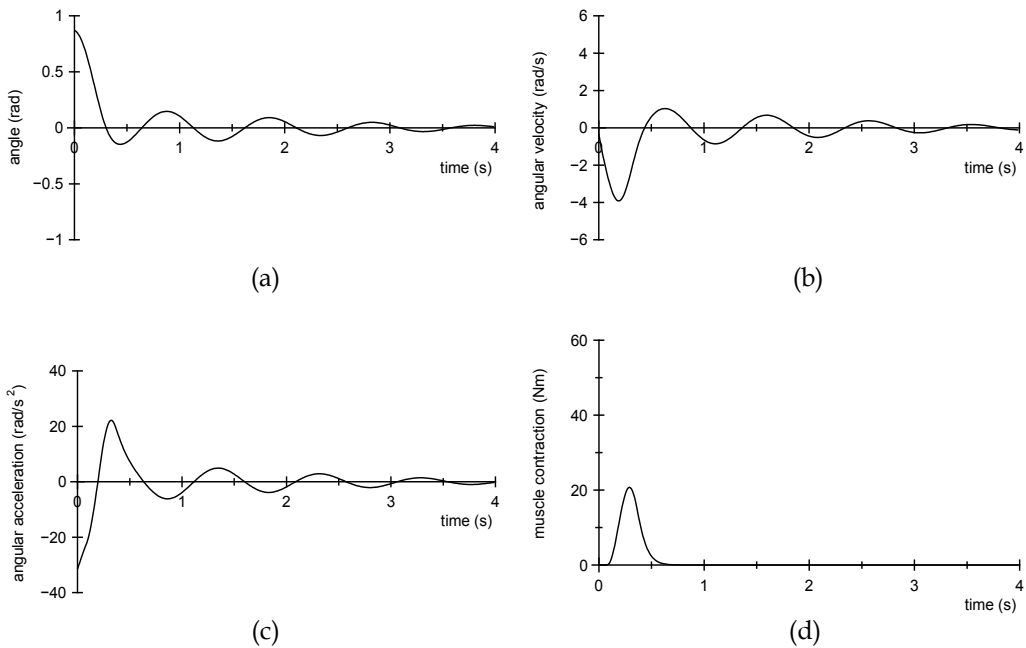 1
0.5
0
−0.5
−1
angle (rad)
0 1 2 3 4
time (s)
(a)
6
4
2
0
−2
−4
−6
angular velocity (rad/s)
0 1 2 3 4
time (s)
(b)
40
20
0
−20
−40
angular acceleration (rad/s 2)
0 1 2 3 4
time (s)
(c)
60
40
20
0
muscle contraction (Nm)
0 1 2 3 4
time (s)
(d)